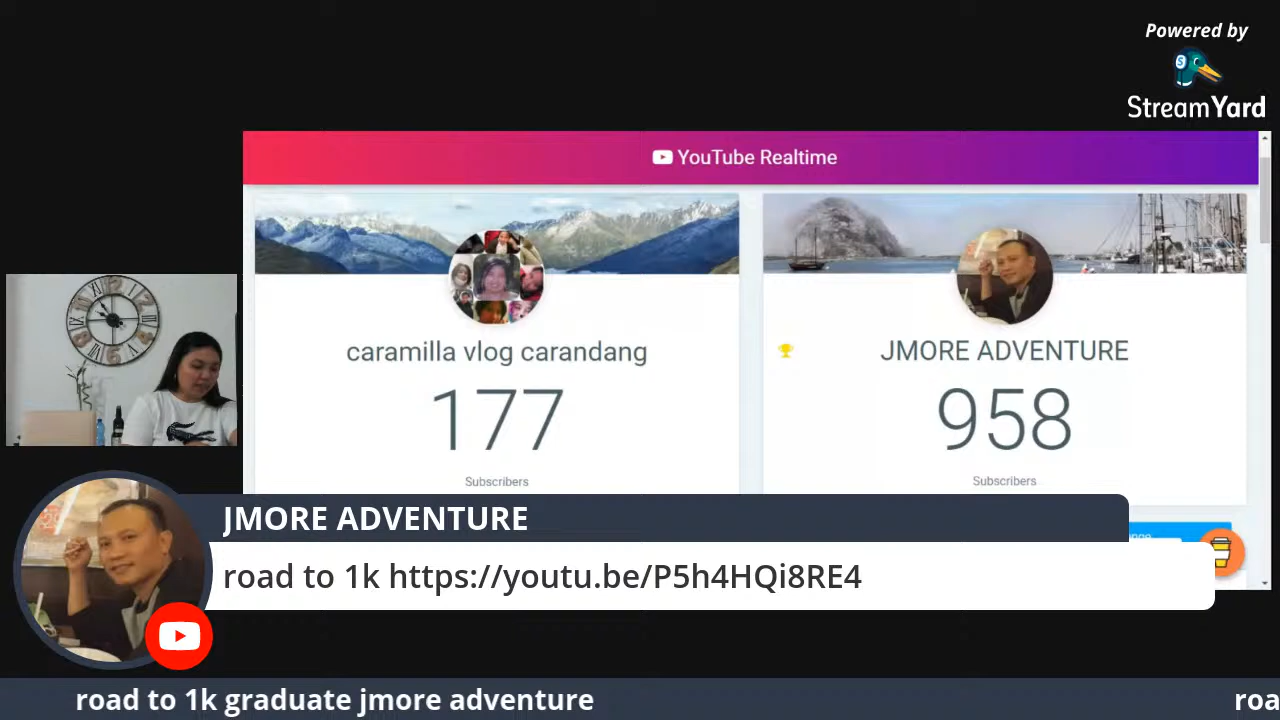 Powered by
StreamYard
YouTube Realtime
caramilla vlog carandang
177
Subscribers
JMORE ADVENTURE
958
Subscribers
JMORE ADVENTURE
road to 1k https://youtu.be/P5h4HQi8RE4
road to 1k graduate jmore adventure
roa